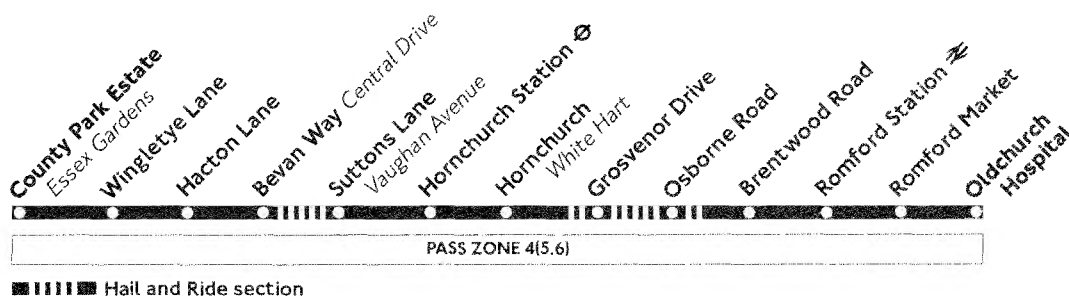 County Park Estate
Essex Gardens
Wingletye Lane
Hacton Lane
Bevan Way Central Drive
Suttons Lane
Vaughan Avenue
Hornchurch Station
Hornchurch
White Hart
Grosvenor Drive
Osborne Road
Brentwood Road
Romford Station
Romford Market
Oldchurch
Hospital
PASS ZONE 4(5.6)
Hail and Ride section